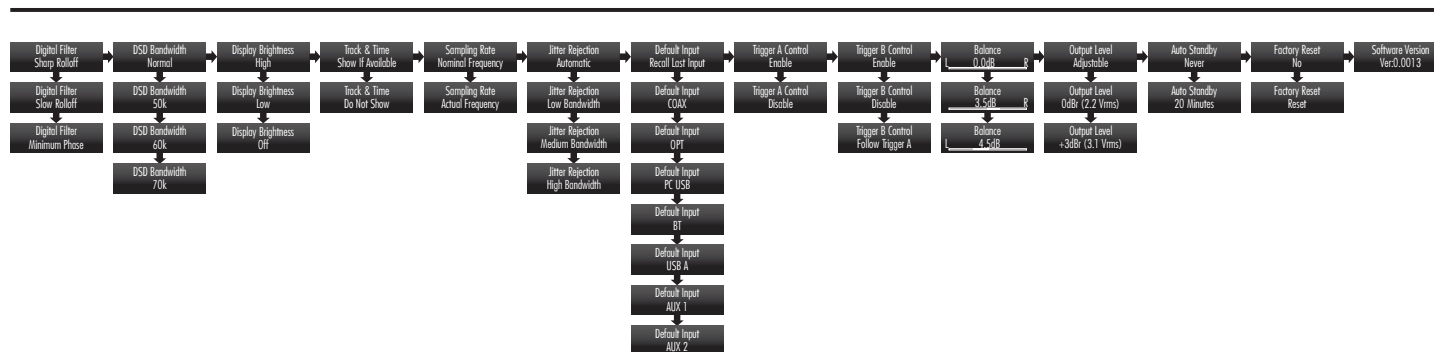 Digital Filter
Sharp Rolloff
Digital Filter
Slow Rolloff
Digital Filter
Minimum Phase
DSD Bandwidth
Normal
DSD Bandwidth
50k
DSD Bandwidth
60k
DSD Bandwidth
70k
Display Brightness
High
Display Brightness
Low
Display Brightness
Off
Track & Time
Show If Available
Track & Time
Do Not Show
Sampling Rate
Nominal Frequency
Sampling Rate
Actual Frequency
Jitter Rejection
Automatic
Jitter Rejection
Low Bandwidth
Jitter Rejection
Medium Bandwidth
Jitter Rejection
High Bandwidth
Default Input
Recall Last Input
Default Input
COAX
Default Input
OPT
Default Input
PC USB
Default Input
BT
Default Input
USB A
Default Input
AUX 1
Default Input
AUX 2
Trigger A Control
Enable
Trigger A Control
Disable
Trigger B Control
Enable
Trigger B Control
Disable
Trigger B Control
Follow Trigger A
Balance
L 0.0dB R
Balance
3.5dB R
Balance
L 4.5dB
Output Level
Adjustable
Output Level
0dBr (2.2 Vrms)
Output Level
+3dBr (3.1 Vrms)
Auto Standby
Never
Auto Standby
20 Minutes
Factory Reset
No
Factory Reset
Reset
Software Version
Ver:0.0013